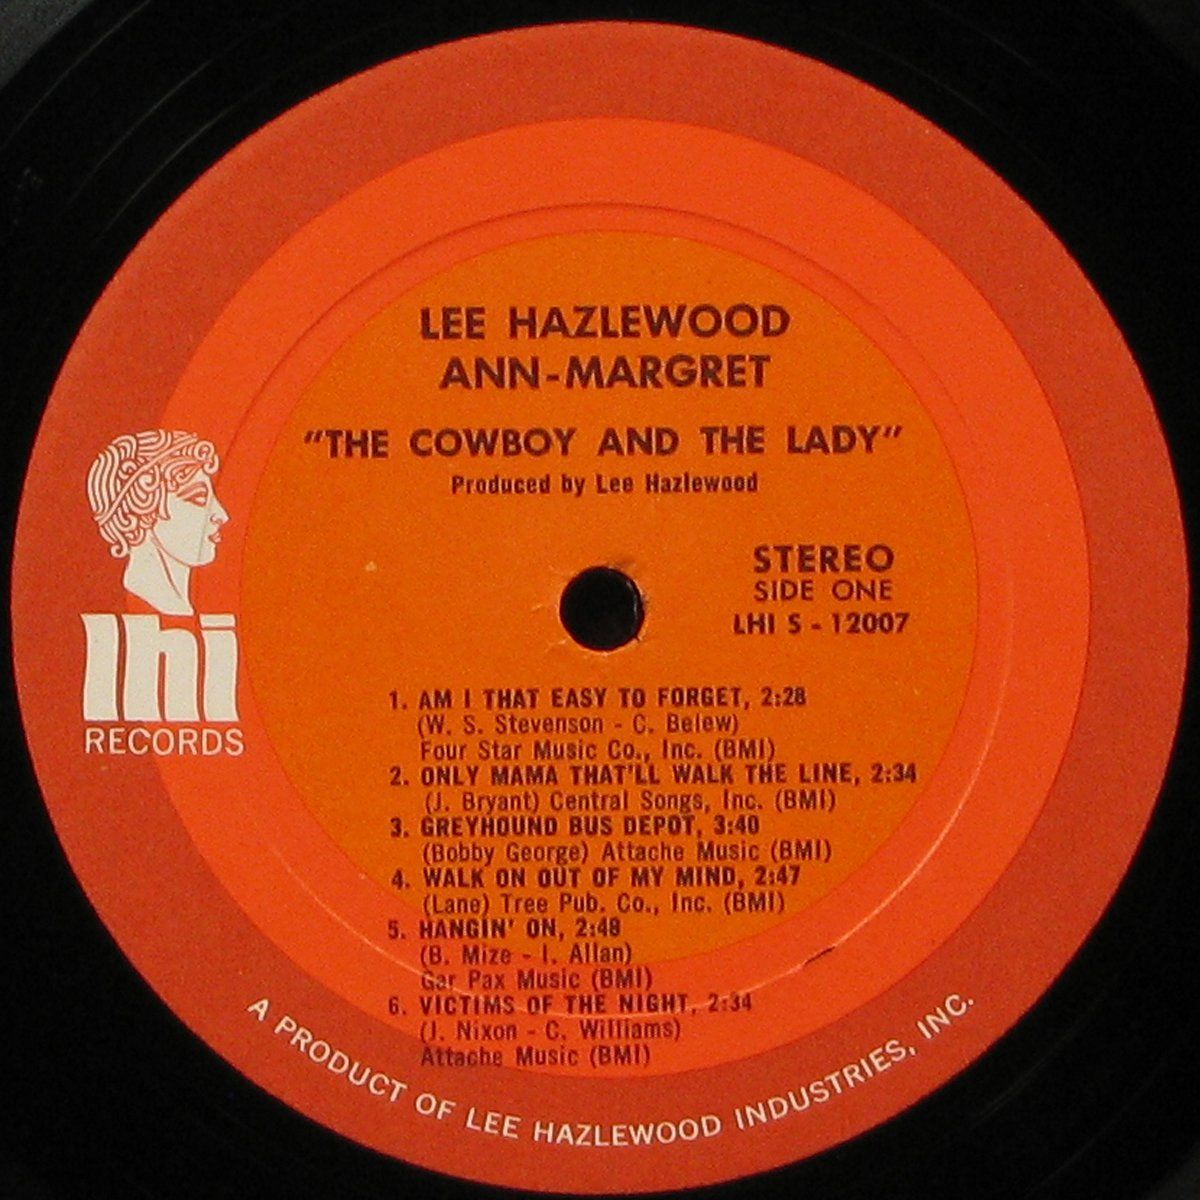 LEE HAZLEWOOD
ANN-MARGRET
"THE COWBOY AND THE LADY"
Produced by Lee Hazlewood
STEREO
SIDE ONE
LHI S - 12007
lhi
RECORDS
1. AM I THAT EASY TO FORGET, 2:28
(W. S. Stevenson - C. Belew)
Four Star Music Co., Inc. (BMI)
2. ONLY MAMA THAT'LL WALK THE LINE, 2:34
(J. Bryant) Central Songs, Inc. (BMI)
3. GREYHOUND BUS DEPOT, 3:40
(Bobby George) Attache Music (BMI)
4. WALK ON OUT OF MY MIND, 2:47
(Lane) Tree Pub. Co., Inc. (BMI)
5. HANGIN' ON, 2:48
(B. Mize - I. Allan)
Gar Pax Music (BMI)
6. VICTIMS OF THE NIGHT, 2:34
(J. Nixon - C. Williams)
Attache Music (BMI)
A PRODUCT OF LEE HAZLEWOOD INDUSTRIES, INC.